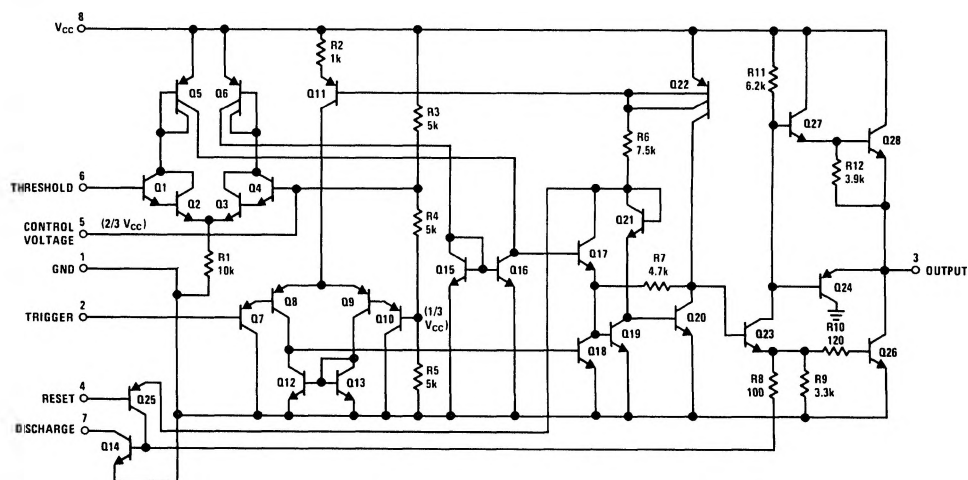 8
VCC
R2
1k
R11
6.2k
Q5
Q6
Q11
Q22
Q27
Q28
R3
5k
R6
7.5k
R12
3.9k
THRESHOLD
6
Q1
Q2
Q3
Q4
CONTROL VOLTAGE
5
(2/3 VCC)
R4
5k
Q21
R1
10k
Q15
Q16
Q17
R7
4.7k
1
GND
3
OUTPUT
Q24
2
TRIGGER
Q7
Q8
Q9
Q10
(1/3 VCC)
Q18
Q19
Q20
Q23
R10
120
Q26
Q12
Q13
R5
5k
R8
100
R9
3.3k
4
RESET
Q25
7
DISCHARGE
Q14